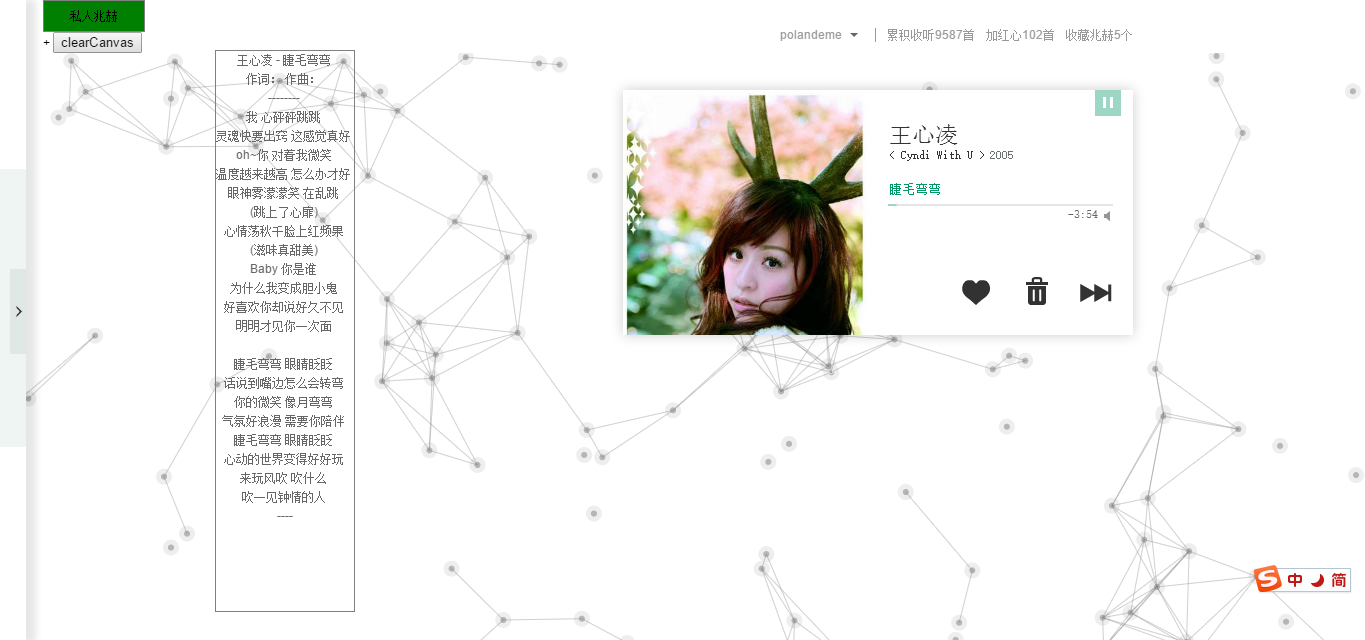 私人兆赫
+ clearCanvas
polandeme
累积收听9587首 加红心102首 收藏兆赫5个
王心凌 - 睫毛弯弯
作词： 作曲：
--------
我 心砰砰跳跳
灵魂快要出窍 这感觉真好
oh~你 对着我微笑
温度越来越高 怎么办才好
眼神雾濛濛笑 在乱跳
(跳上了心扉)
心情荡秋千脸上红蘋果
(滋味真甜美)
Baby 你是谁
为什么我变成胆小鬼
好喜欢你却说好久不见
明明才见你一次面
睫毛弯弯 眼睛眨眨
话说到嘴边怎么会转弯
你的微笑 像月弯弯
气氛好浪漫 需要你陪伴
睫毛弯弯 眼睛眨眨
心动的世界变得好好玩
来玩风吹 吹什么
吹一见钟情的人
----
王心凌
< Cyndi With U > 2005
睫毛弯弯
-3:54
S 中 简